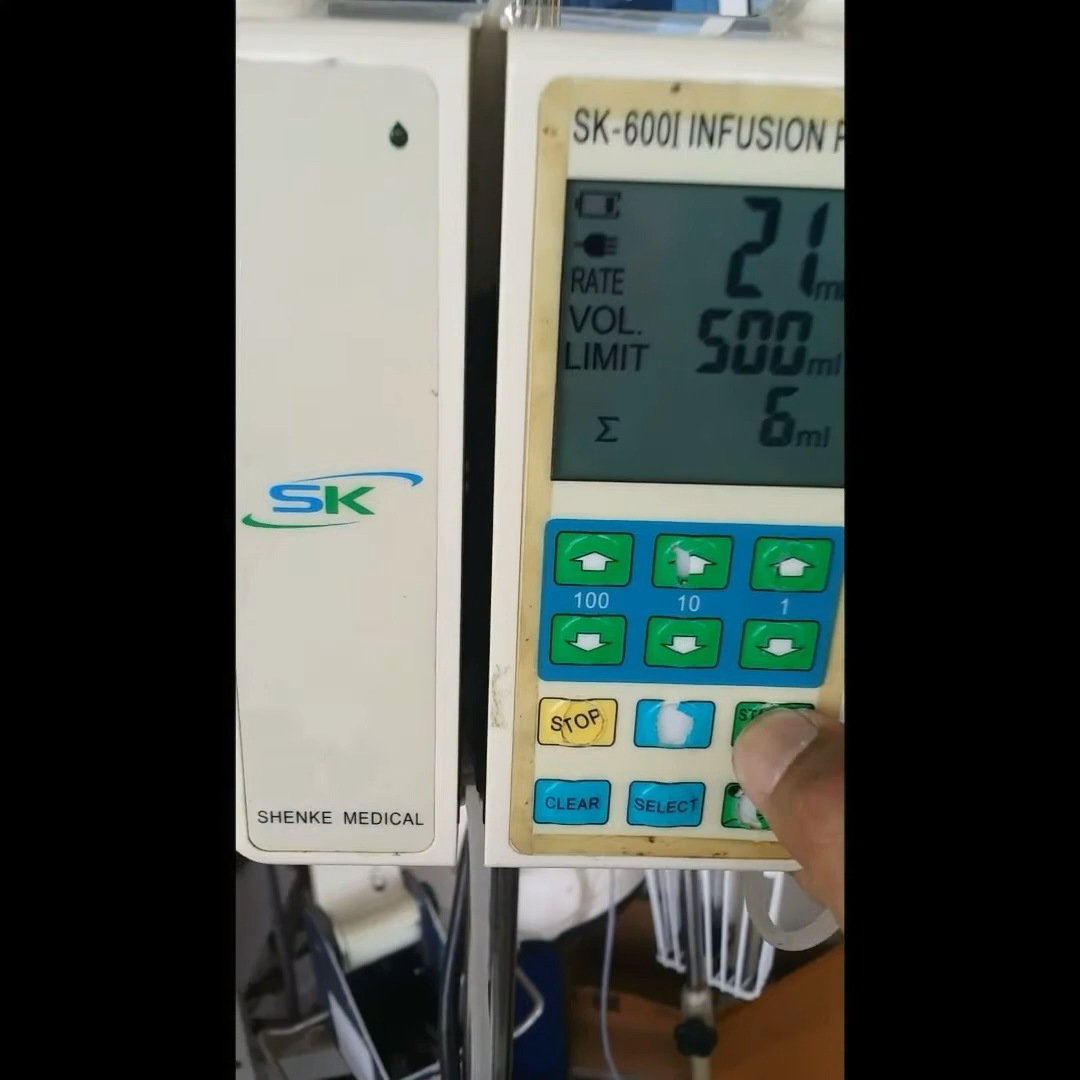 SK-600I INFUSION
21
RATE
VOL.
LIMIT
500ml
Σ
6ml
100
10
1
STOP
CLEAR
SELECT
SK
SHENKE MEDICAL